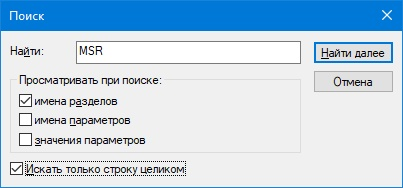 Поиск
Найти: MSR Найти далее
Отмена
Просматривать при поиске:
имена разделов
имена параметров
значения параметров
Искать только строку целиком